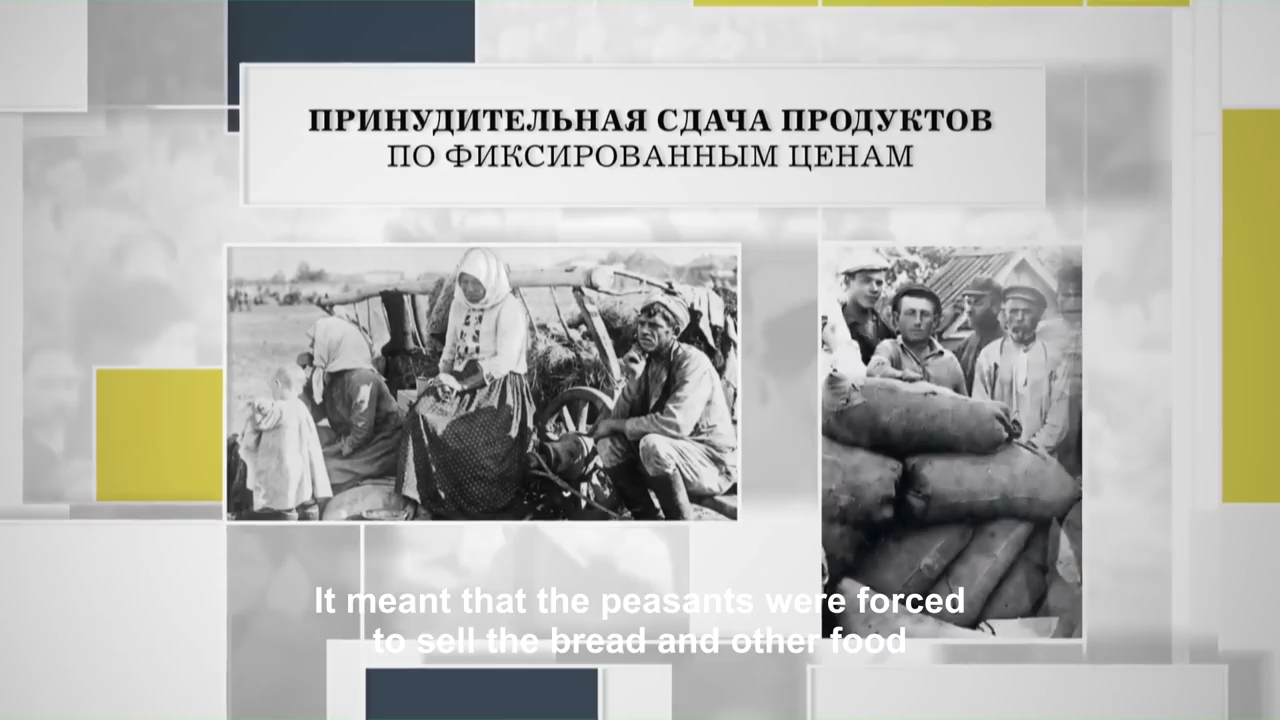 ПРИНУДИТЕЛЬНАЯ СДАЧА ПРОДУКТОВ
ПО ФИКСИРОВАННЫМ ЦЕНАМ
It meant that the peasants were forced
to sell the bread and other food